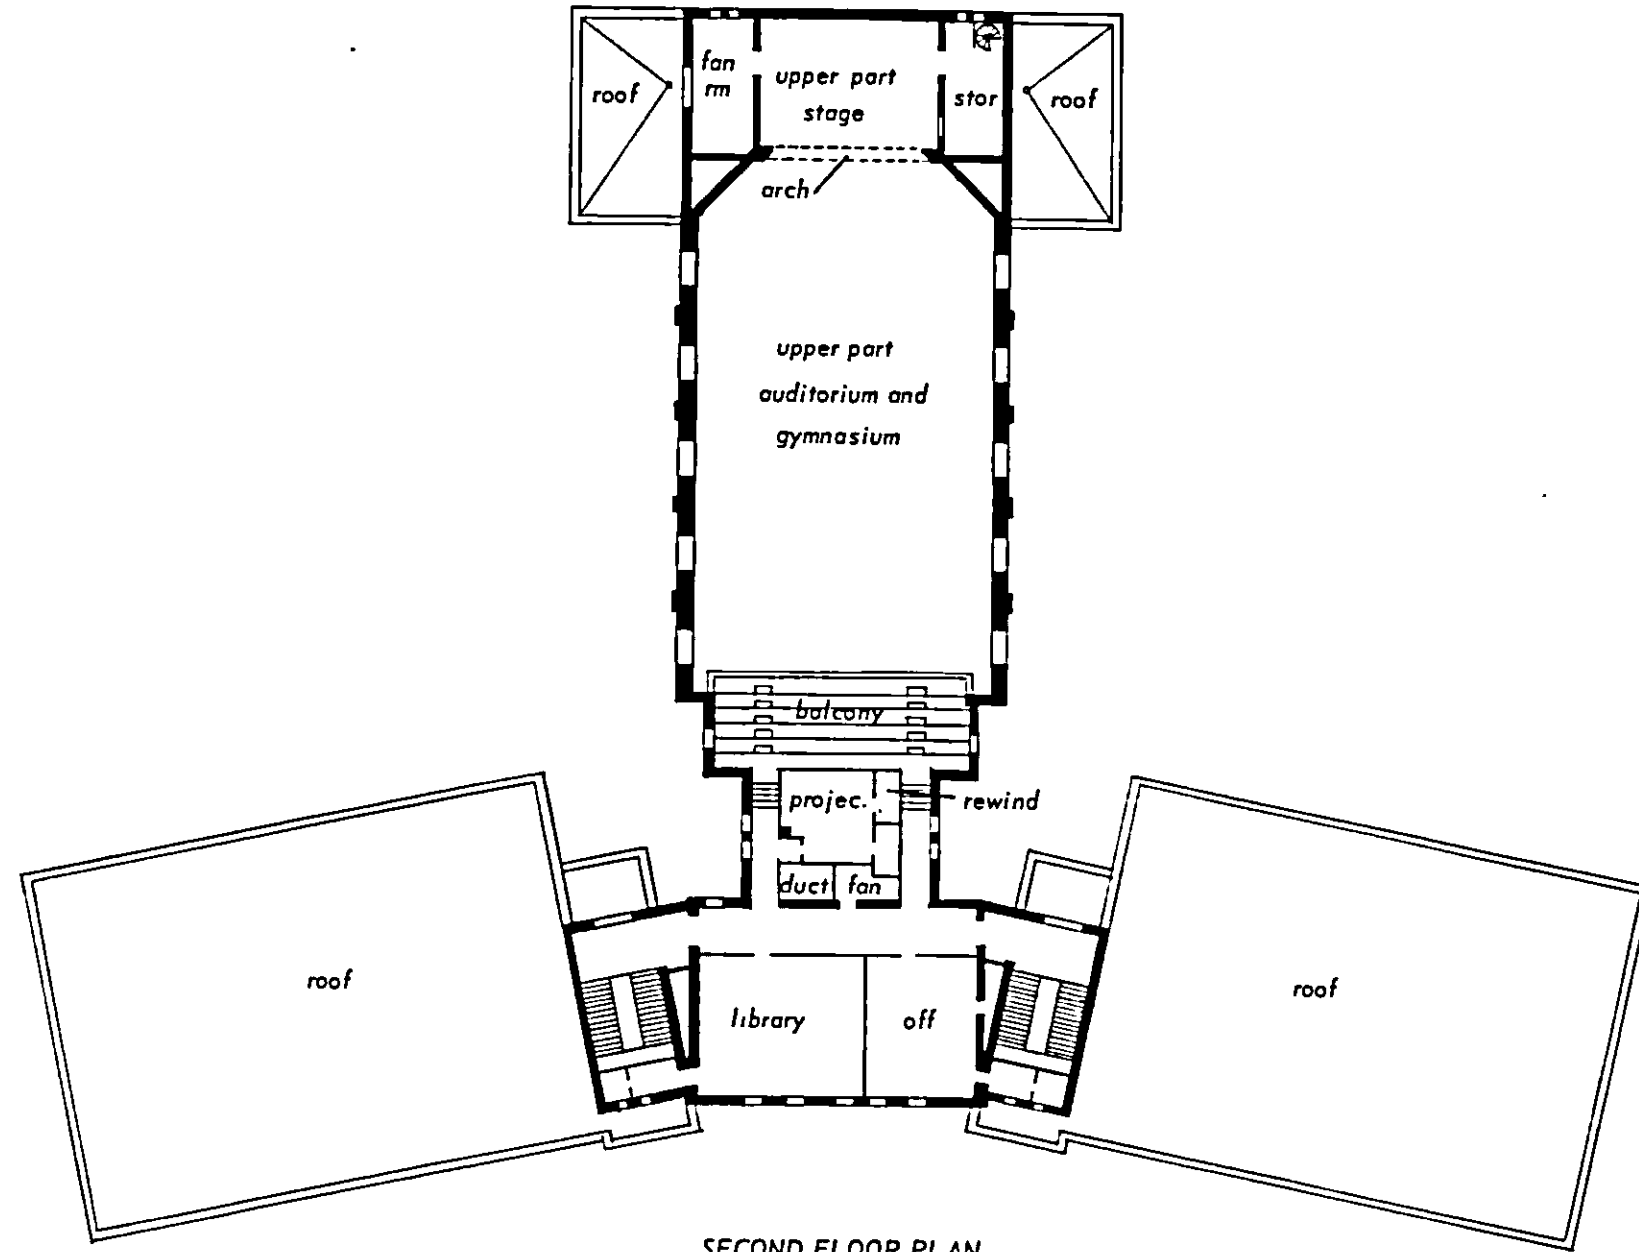 fan
rm
upper part
stage
roof
stor
roof
arch
upper part
auditorium and
gymnasium
balcony
projec.
rewind
duct
fan
roof
library
off
roof
SECOND FLOOR PLAN